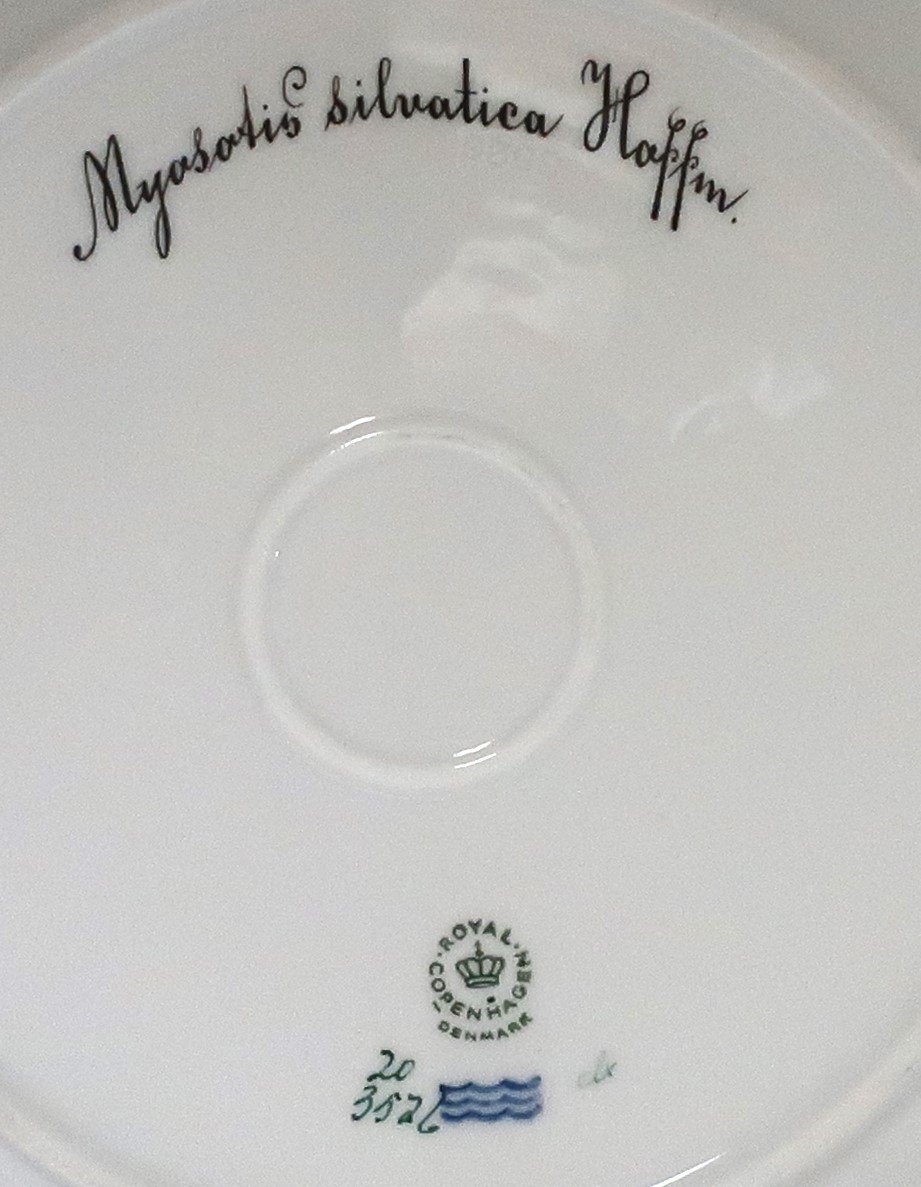 Myosotis silvatica Hoffm.
· ROYAL · COPENHAGEN
DENMARK
20
3526